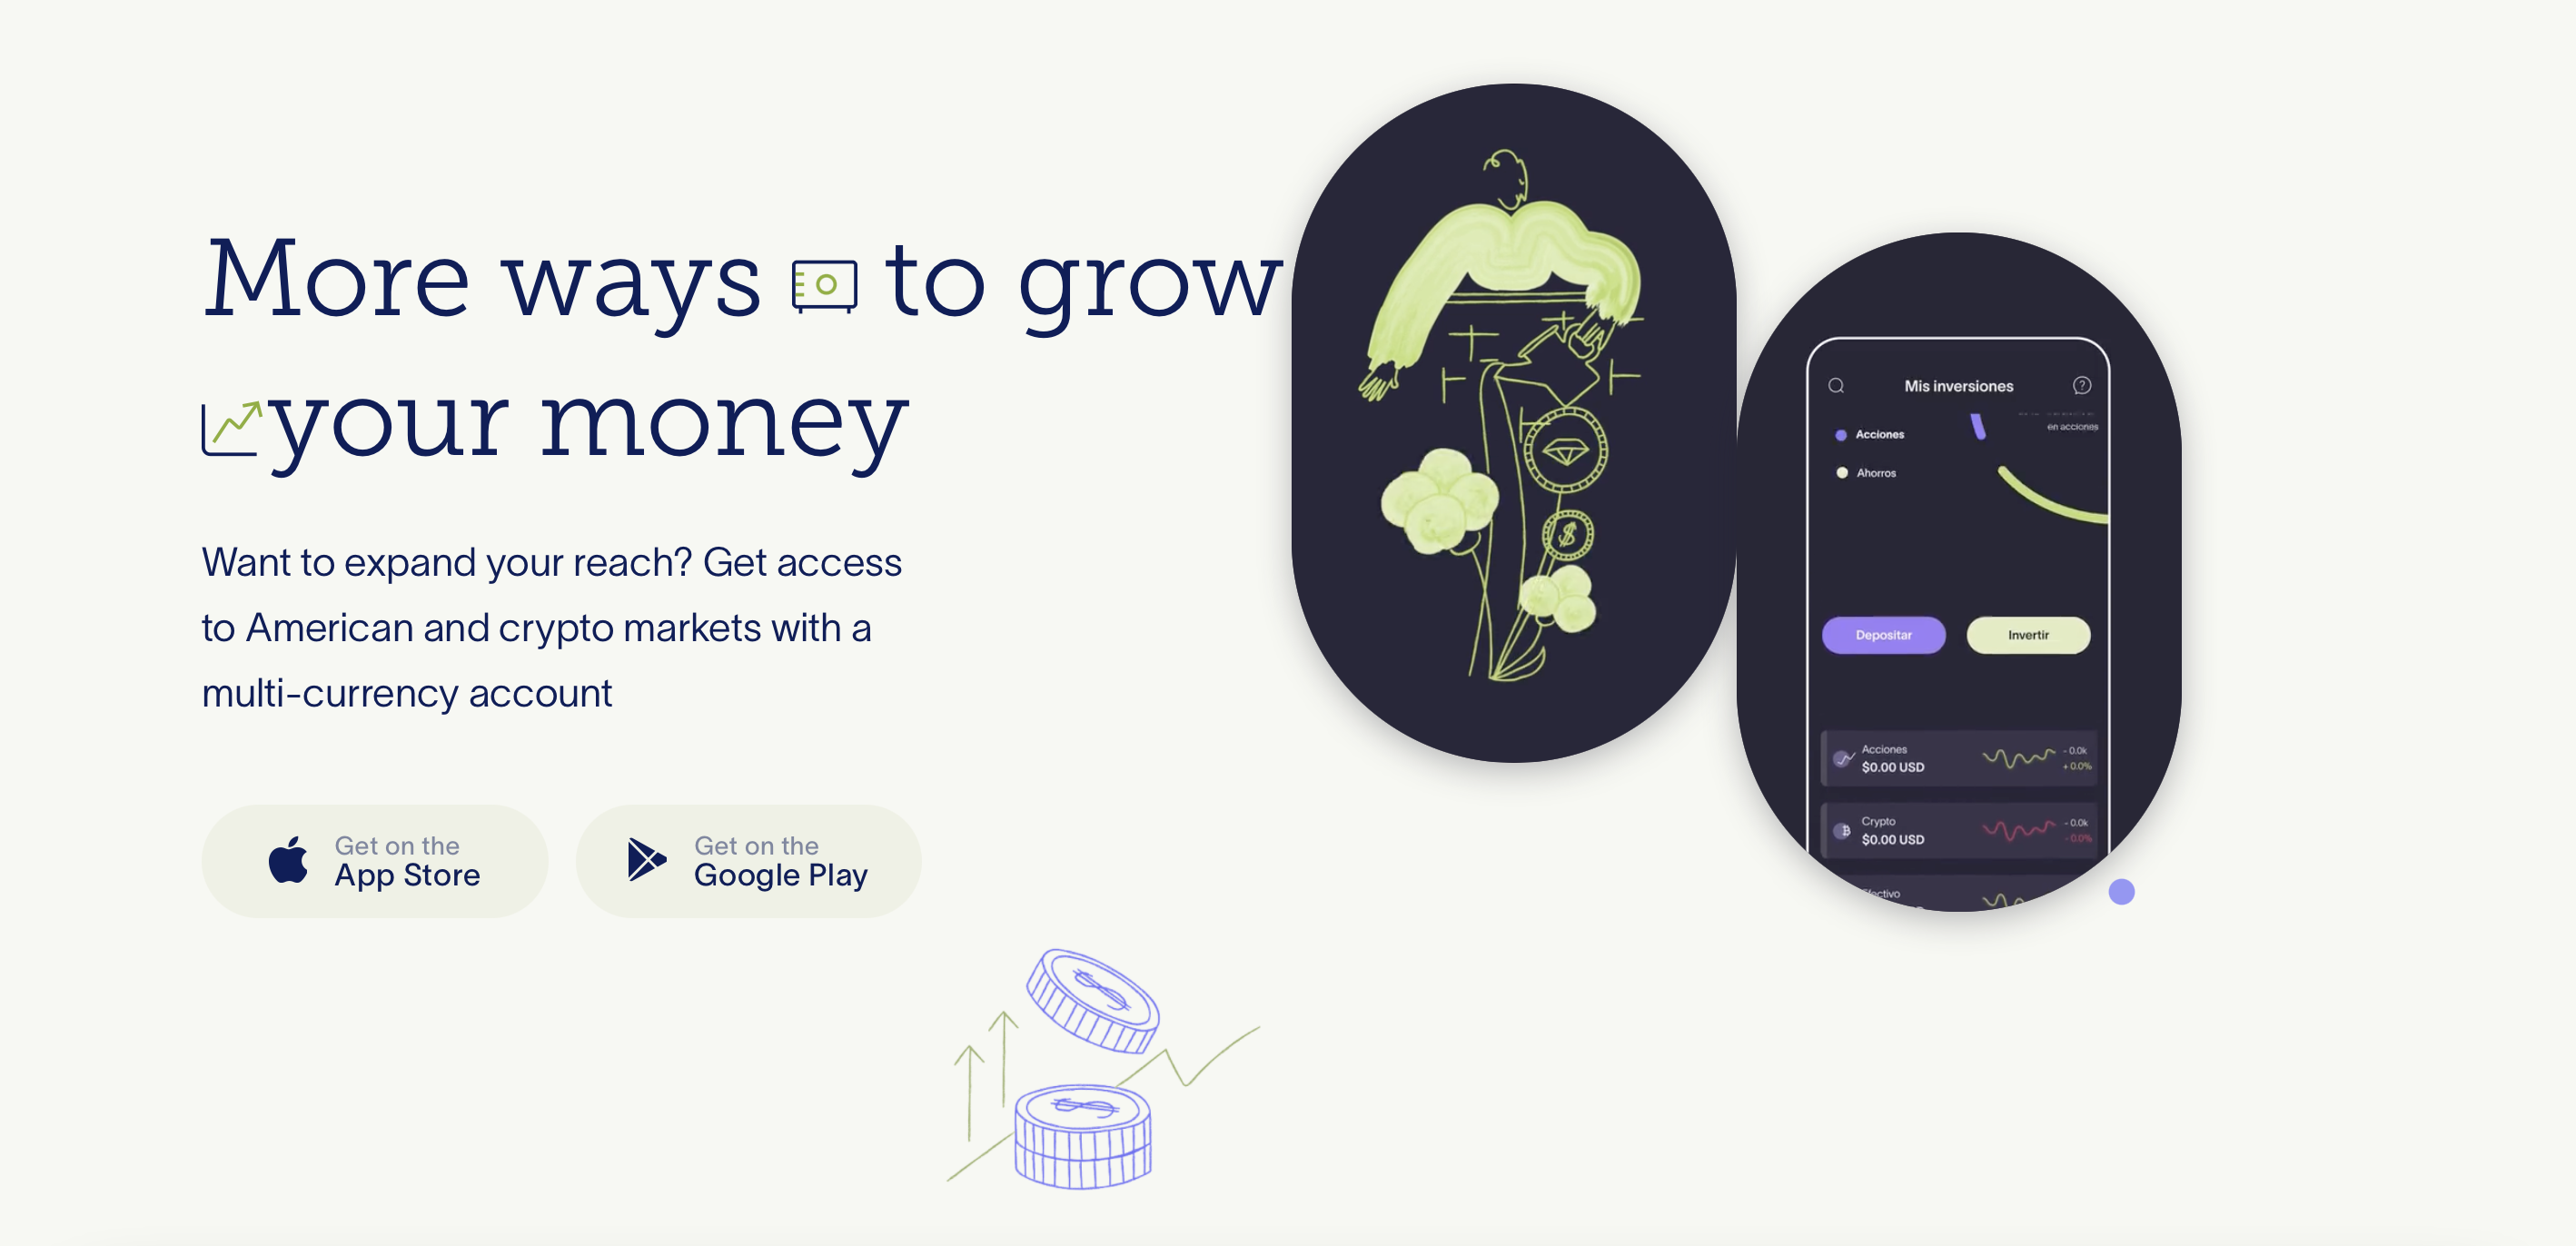 More ways to grow
your money
Want to expand your reach? Get access
to American and crypto markets with a
multi-currency account
Get on the
App Store
Get on the
Google Play
$
Mis inversiones
?
en acciones
Acciones
Ahorros
Depositar
Invertir
Acciones
$0.00 USD
- 0.0k
+ 0.0%
Crypto
$0.00 USD
- 0.0k
- 0.0%
Efectivo
$
$